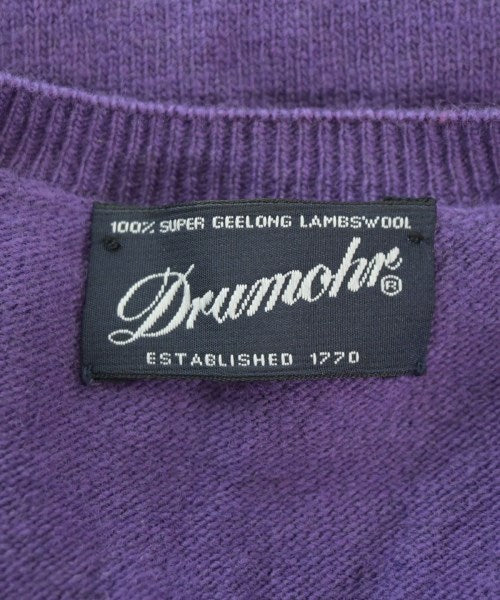 100% SUPER GEELONG LAMBSWOOL
Drumohr®
ESTABLISHED 1770